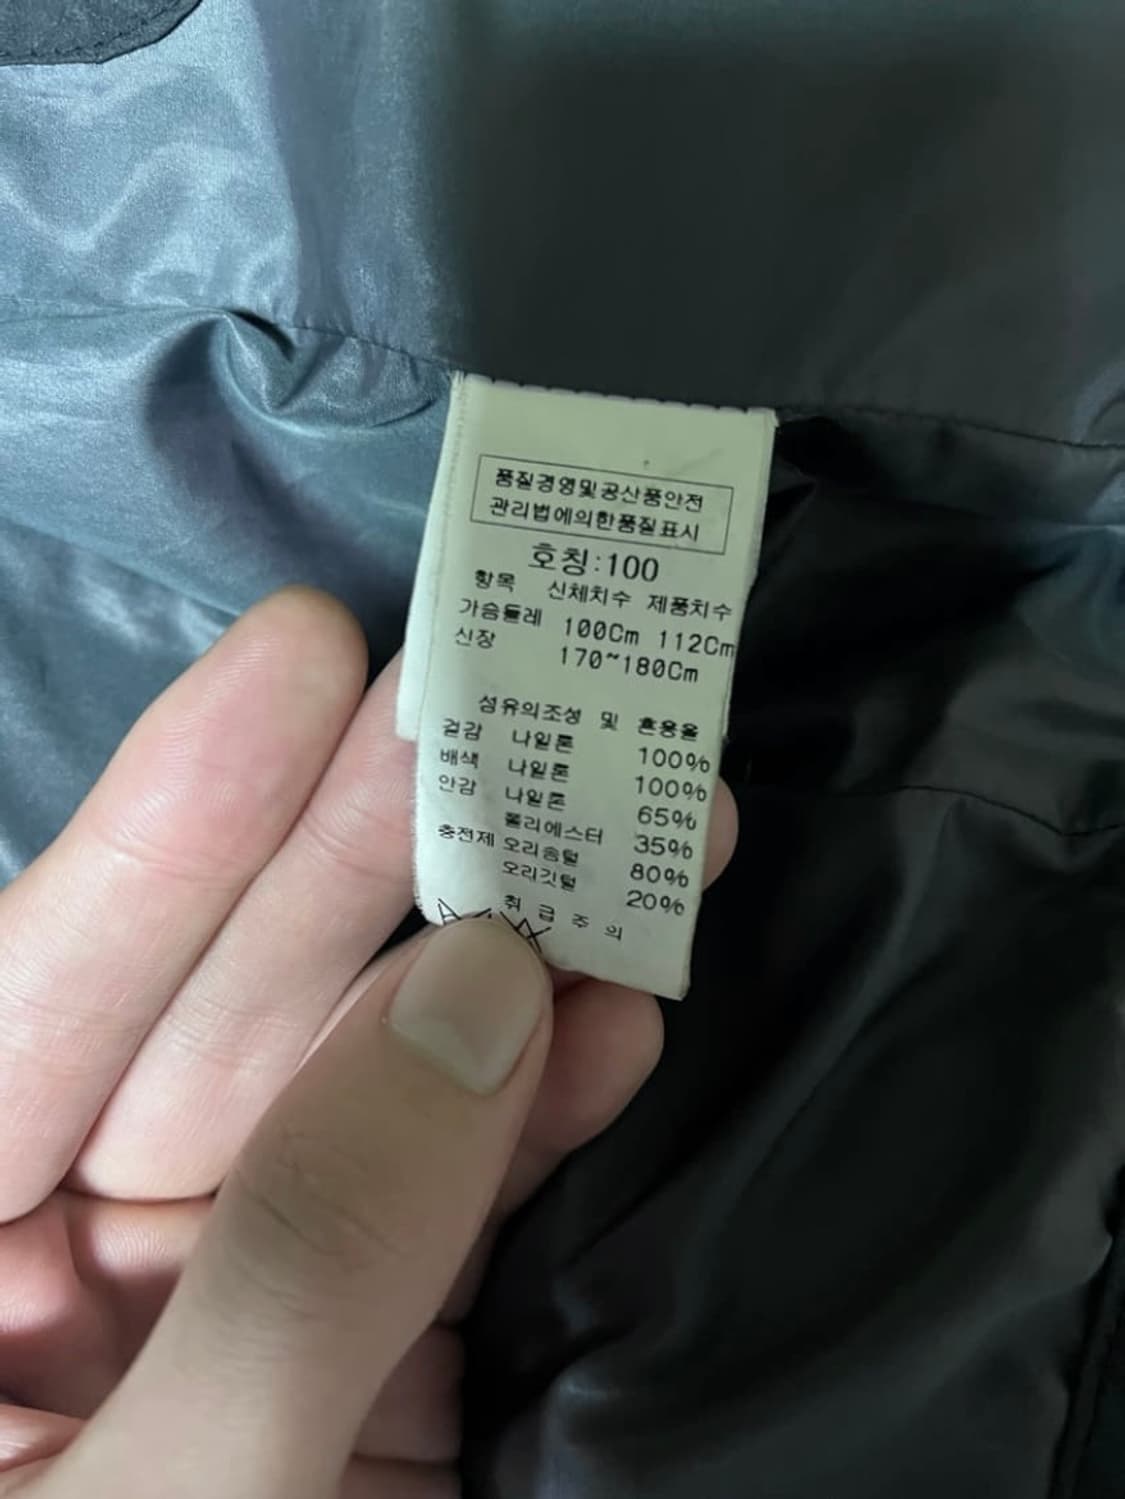 품질경영및공산품안전
관리법에의한품질표시
호칭:100
항목 신체치수 제품치수
가슴둘레 100Cm 112Cm
신장 170~180Cm
섬유의조성 및 혼용율
겉감 나일론 100%
배색 나일론 100%
안감 나일론 65%
폴리에스터 35%
충전제 오리솜털 80%
오리깃털 20%
취급주의